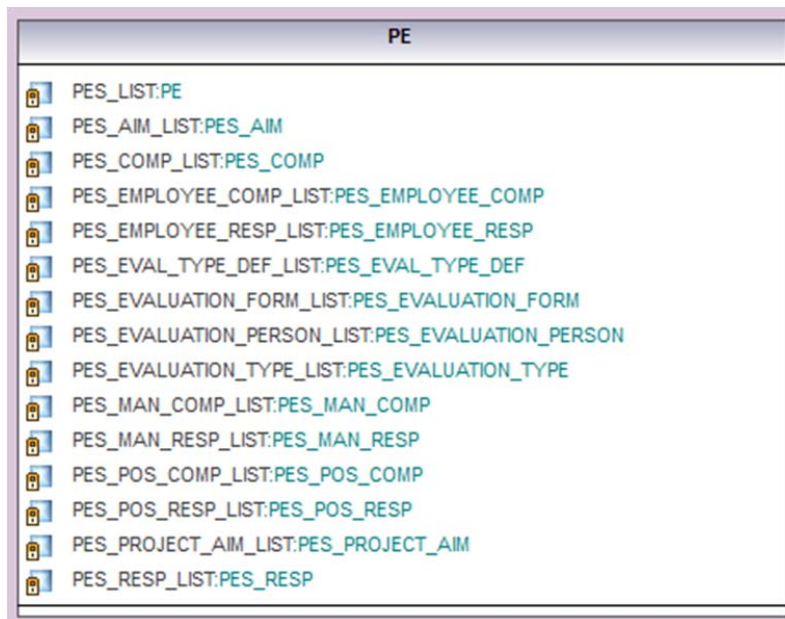 PE
PES_LIST:PE
PES_AIM_LIST:PES_AIM
PES_COMP_LIST:PES_COMP
PES_EMPLOYEE_COMP_LIST:PES_EMPLOYEE_COMP
PES_EMPLOYEE_RESP_LIST:PES_EMPLOYEE_RESP
PES_EVAL_TYPE_DEF_LIST:PES_EVAL_TYPE_DEF
PES_EVALUATION_FORM_LIST:PES_EVALUATION_FORM
PES_EVALUATION_PERSON_LIST:PES_EVALUATION_PERSON
PES_EVALUATION_TYPE_LIST:PES_EVALUATION_TYPE
PES_MAN_COMP_LIST:PES_MAN_COMP
PES_MAN_RESP_LIST:PES_MAN_RESP
PES_POS_COMP_LIST:PES_POS_COMP
PES_POS_RESP_LIST:PES_POS_RESP
PES_PROJECT_AIM_LIST:PES_PROJECT_AIM
PES_RESP_LIST:PES_RESP